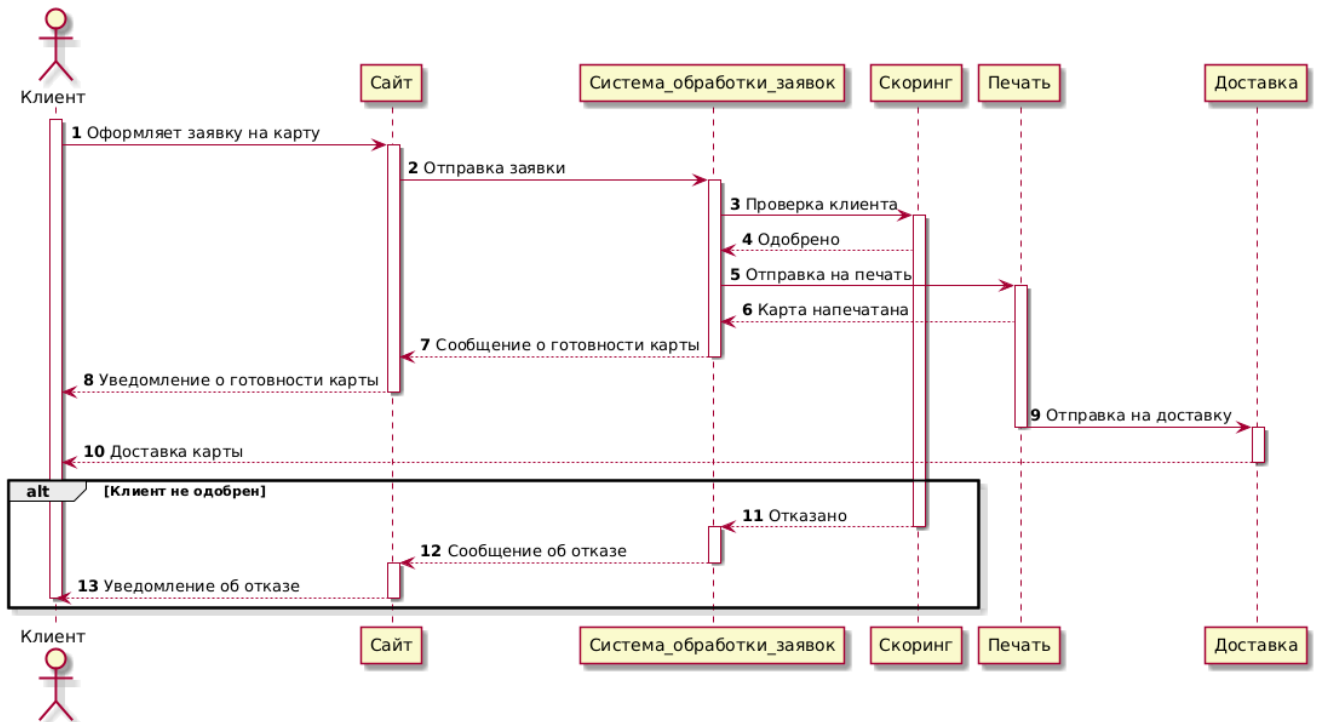 Клиент
Сайт
Система_обработки_заявок
Скоринг
Печать
Доставка
1 Оформляет заявку на карту
2 Отправка заявки
3 Проверка клиента
4 Одобрено
5 Отправка на печать
6 Карта напечатана
7 Сообщение о готовности карты
8 Уведомление о готовности карты
9 Отправка на доставку
10 Доставка карты
alt [Клиент не одобрен]
11 Отказано
12 Сообщение об отказе
13 Уведомление об отказе
Клиент
Сайт
Система_обработки_заявок
Скоринг
Печать
Доставка